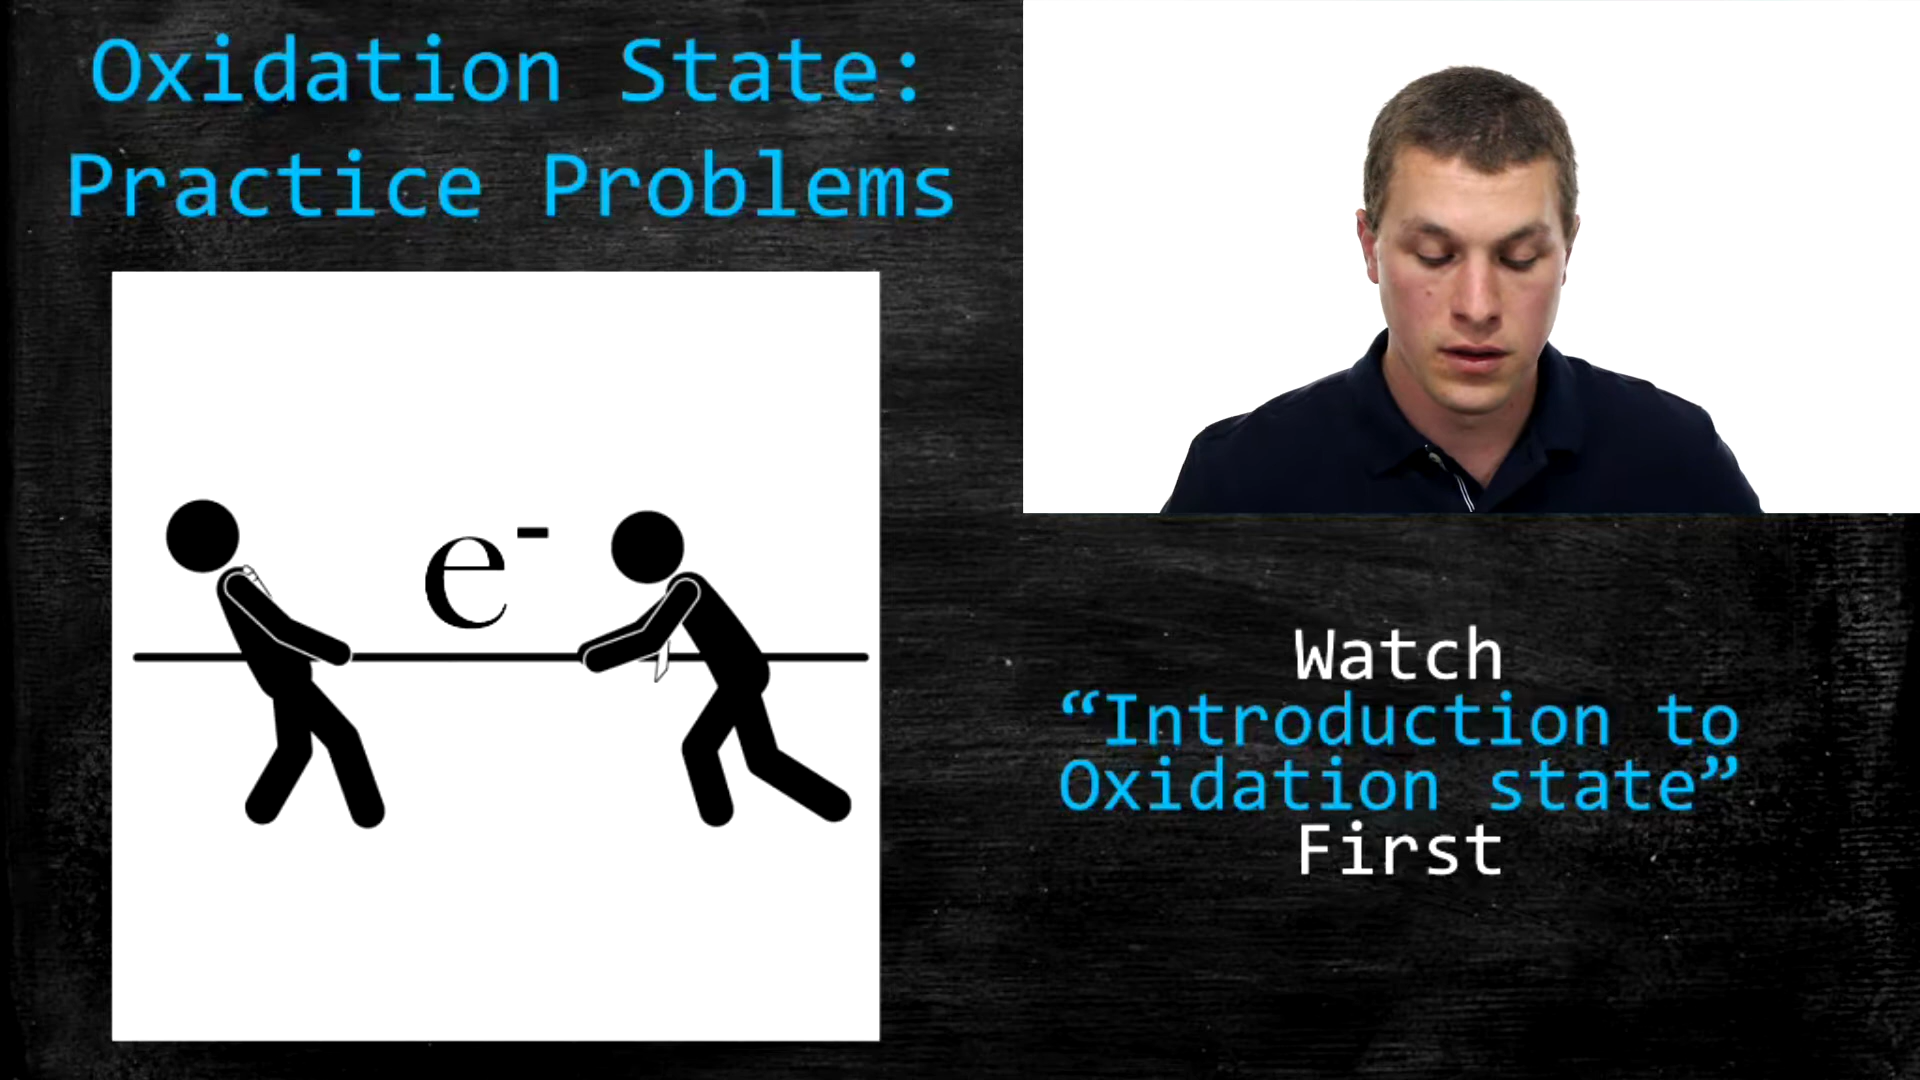 Oxidation State:
Practice Problems
e⁻
Watch
“Introduction to
Oxidation state”
First